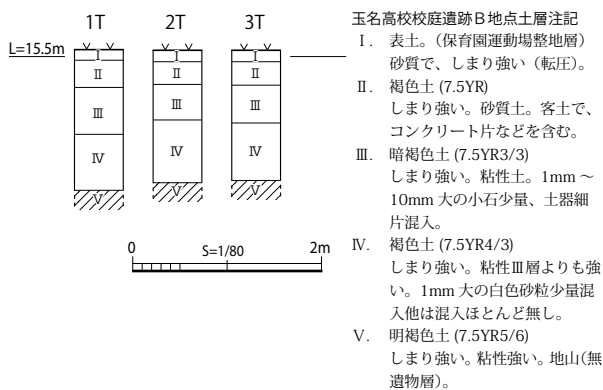 1T 2T 3T
L=15.5m
Ⅰ Ⅰ Ⅰ
Ⅱ Ⅱ Ⅱ
Ⅲ Ⅲ Ⅲ
Ⅳ Ⅳ Ⅳ
Ⅴ Ⅴ Ⅴ
0 S=1/80 2m
玉名高校校庭遺跡B地点土層注記
Ⅰ. 表土。(保育園運動場整地層)
砂質で、しまり強い（転圧）。
Ⅱ. 褐色土 (7.5YR)
しまり強い。砂質土。客土で、
コンクリート片などを含む。
Ⅲ. 暗褐色土 (7.5YR3/3)
しまり強い。粘性土。1mm～
10mm 大の小石少量、土器細
片混入。
Ⅳ. 褐色土 (7.5YR4/3)
しまり強い。粘性Ⅲ層よりも強
い。1mm 大の白色砂粒少量混
入他は混入ほとんど無し。
Ⅴ. 明褐色土 (7.5YR5/6)
しまり強い。粘性強い。地山(無
遺物層)。